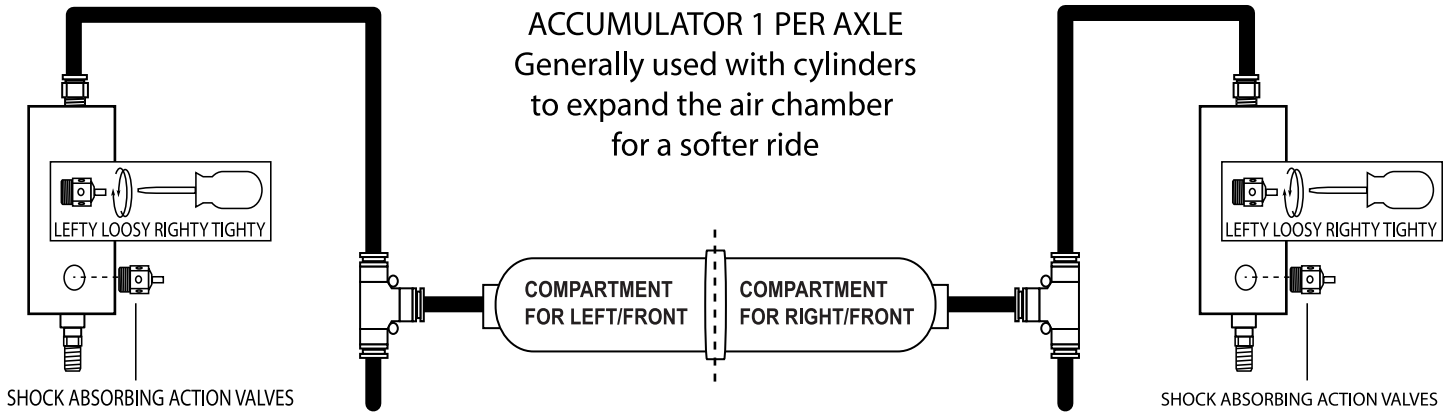 ACCUMULATOR 1 PER AXLE
Generally used with cylinders
to expand the air chamber
for a softer ride
LEFTY LOOSY RIGHTY TIGHTY
LEFTY LOOSY RIGHTY TIGHTY
COMPARTMENT
FOR LEFT/FRONT
COMPARTMENT
FOR RIGHT/FRONT
SHOCK ABSORBING ACTION VALVES
SHOCK ABSORBING ACTION VALVES